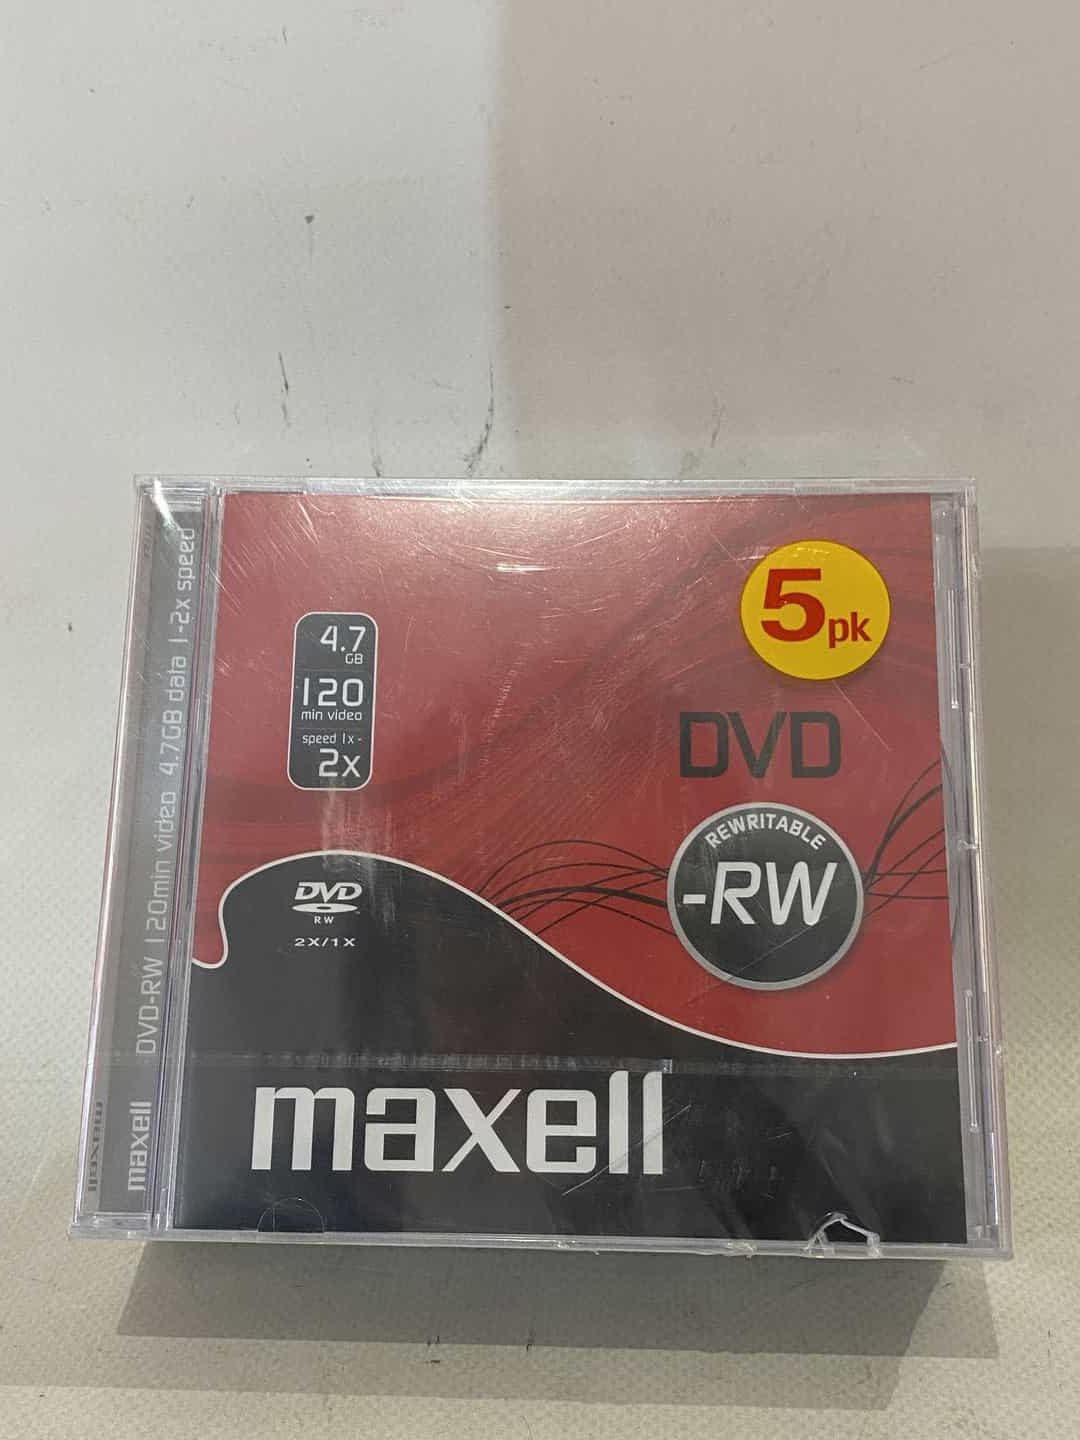 5pk
4.7
GB
120
min video
speed 1x -
2x
DVD
REWRITABLE
-RW
DVD
RW
2X/1X
maxell
maxell DVD-RW 120min video 4.7GB data 1-2x speed
maxell